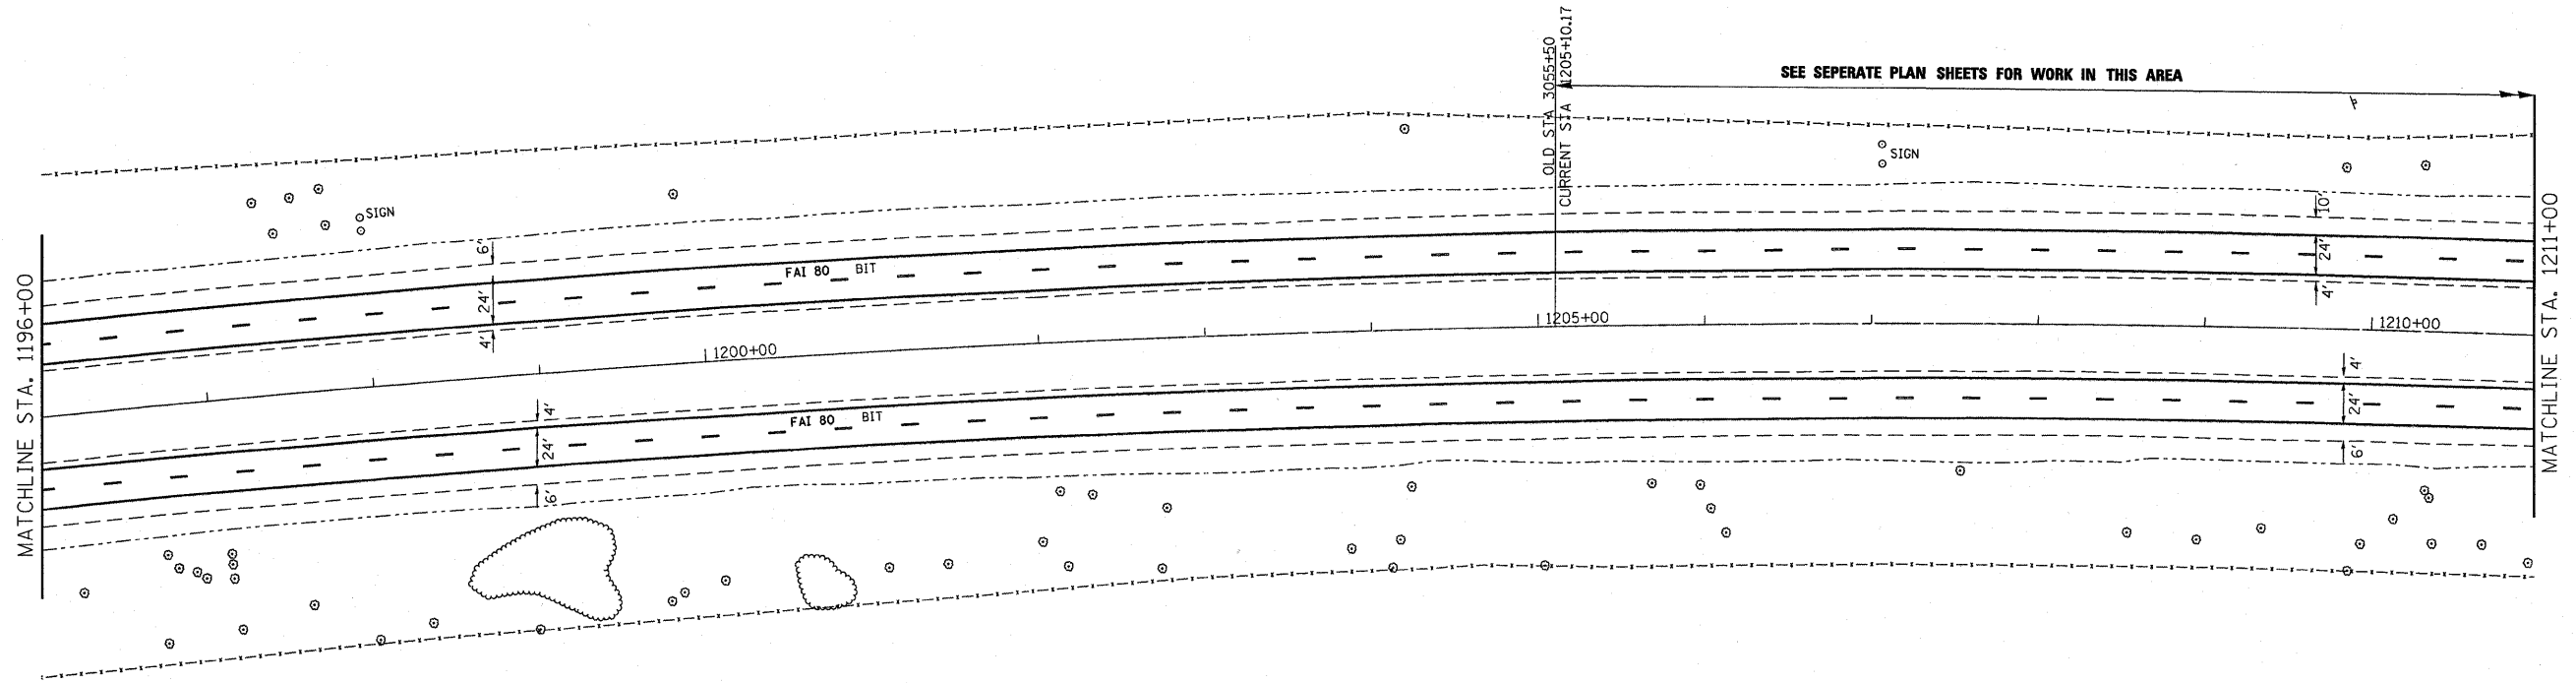 SEE SEPERATE PLAN SHEETS FOR WORK IN THIS AREA
OLD STA 3055+50
CURRENT STA 1205+10.17
SIGN
SIGN
6'
24'
4'
10'
24'
4'
FAI 80 BIT
1200+00
1205+00
1210+00
4'
24'
6'
4'
24'
6'
FAI 80 BIT
MATCHLINE STA. 1196+00
MATCHLINE STA. 1211+00